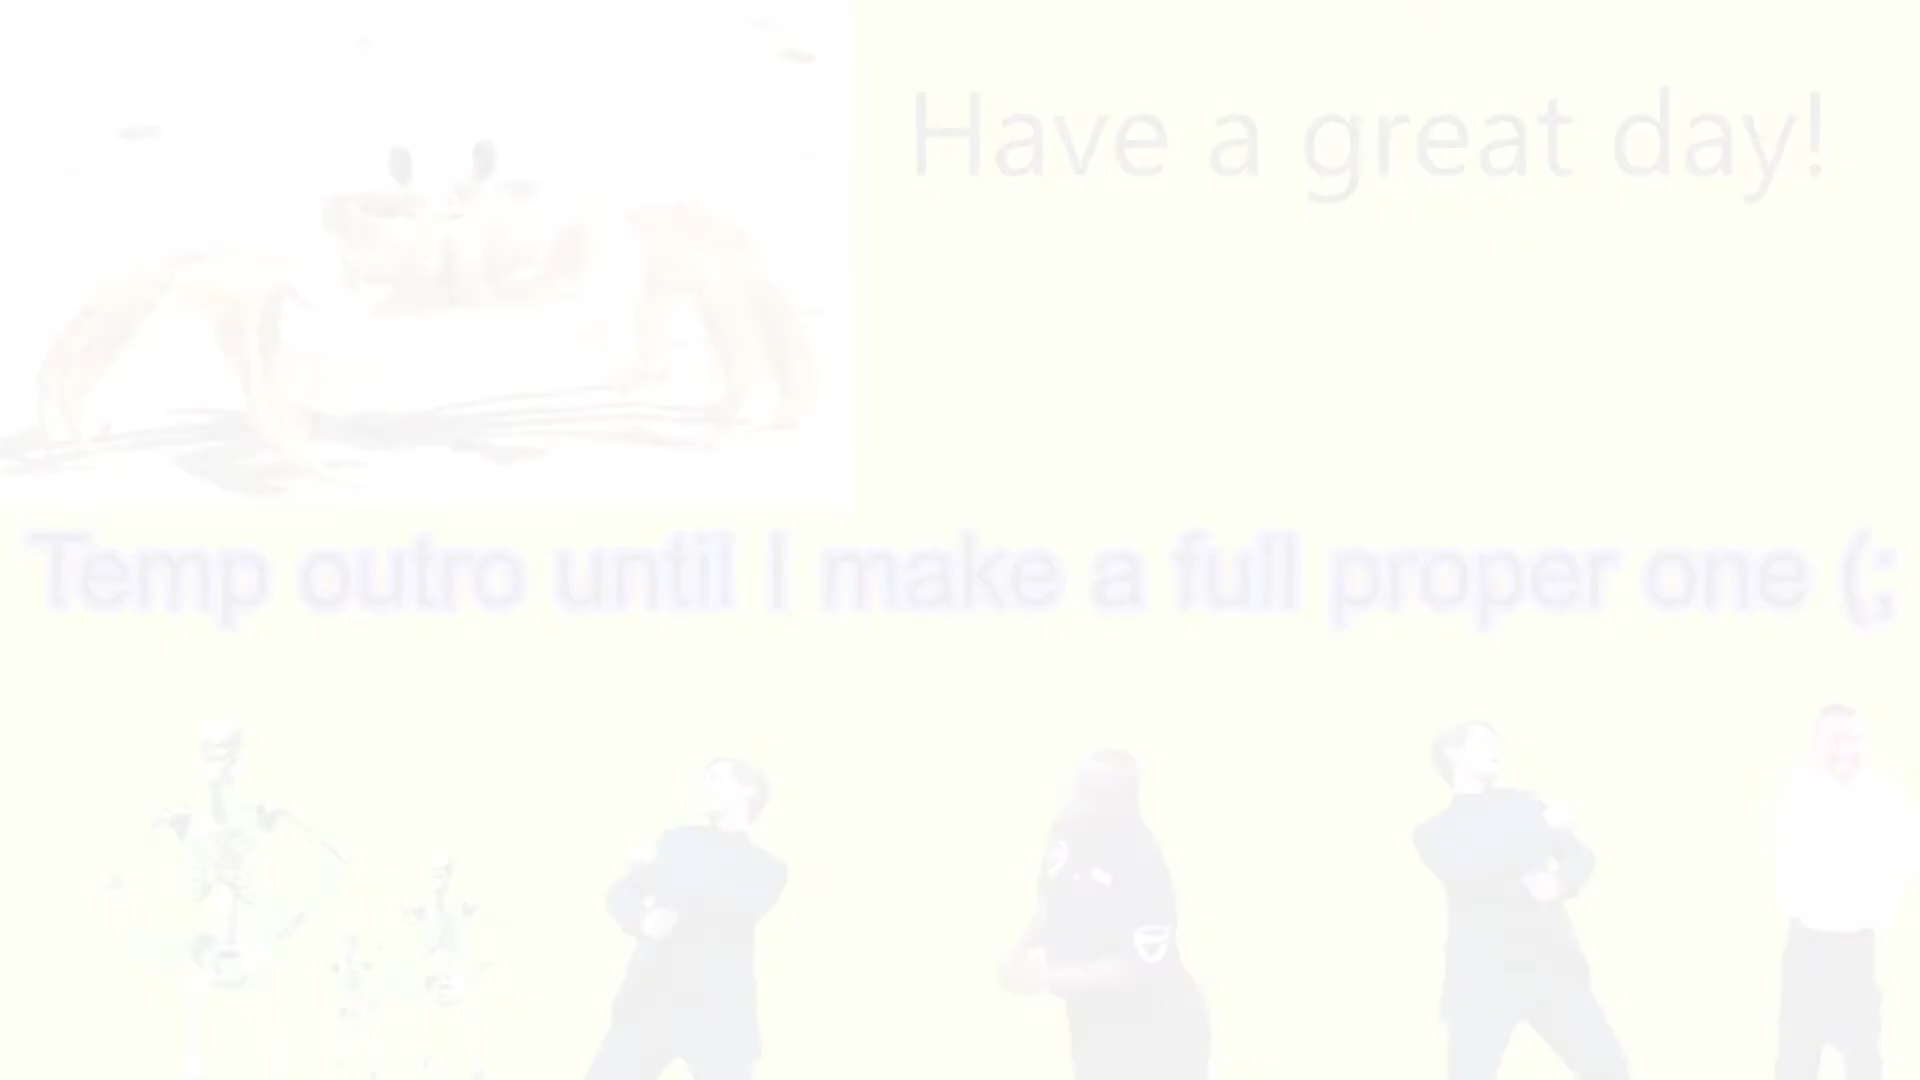 Have a great day!
Temp outro until I make a full proper one (;